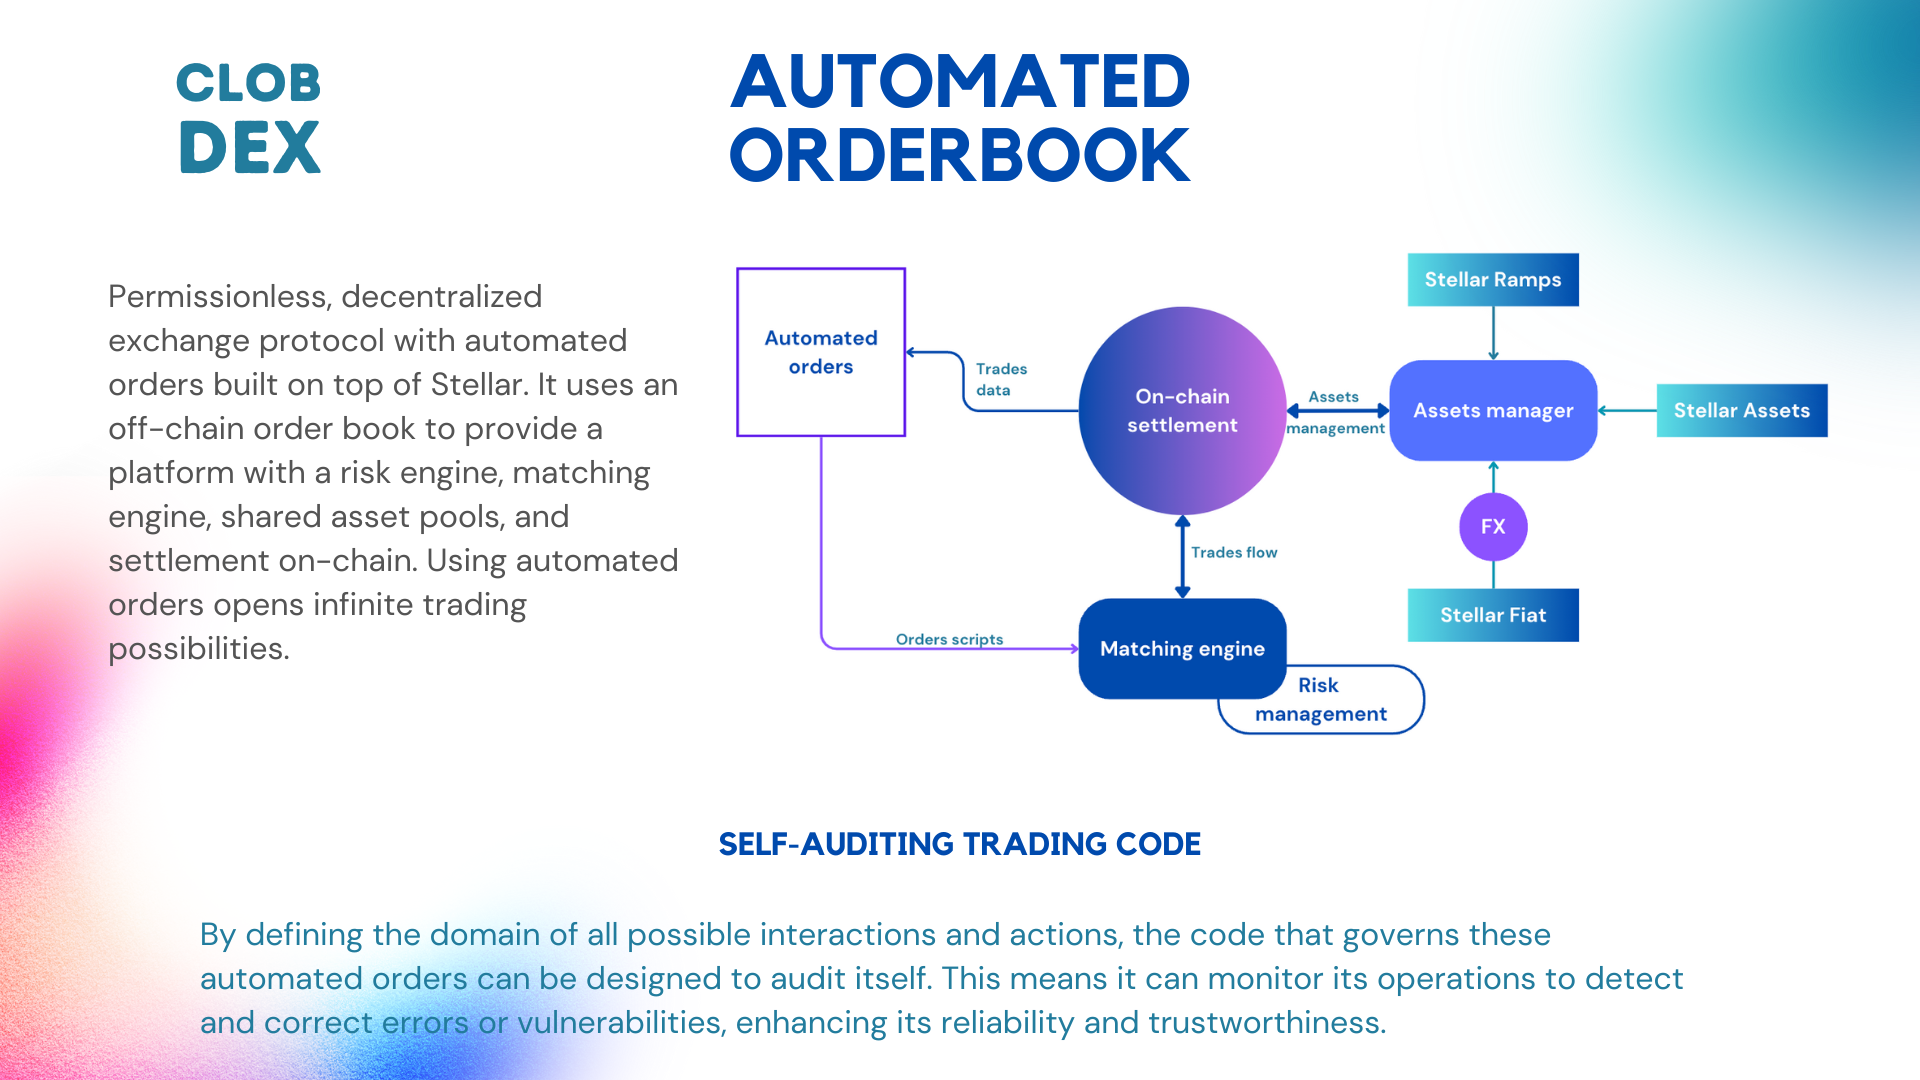 CLOB
DEX
AUTOMATED
ORDERBOOK
Permissionless, decentralized
exchange protocol with automated
orders built on top of Stellar. It uses an
off-chain order book to provide a
platform with a risk engine, matching
engine, shared asset pools, and
settlement on-chain. Using automated
orders opens infinite trading
possibilities.
Automated
orders
Trades
data
On-chain
settlement
Assets
management
Stellar Ramps
Assets manager
Stellar Assets
FX
Stellar Fiat
Trades flow
Orders scripts
Matching engine
Risk
management
SELF-AUDITING TRADING CODE
By defining the domain of all possible interactions and actions, the code that governs these
automated orders can be designed to audit itself. This means it can monitor its operations to detect
and correct errors or vulnerabilities, enhancing its reliability and trustworthiness.